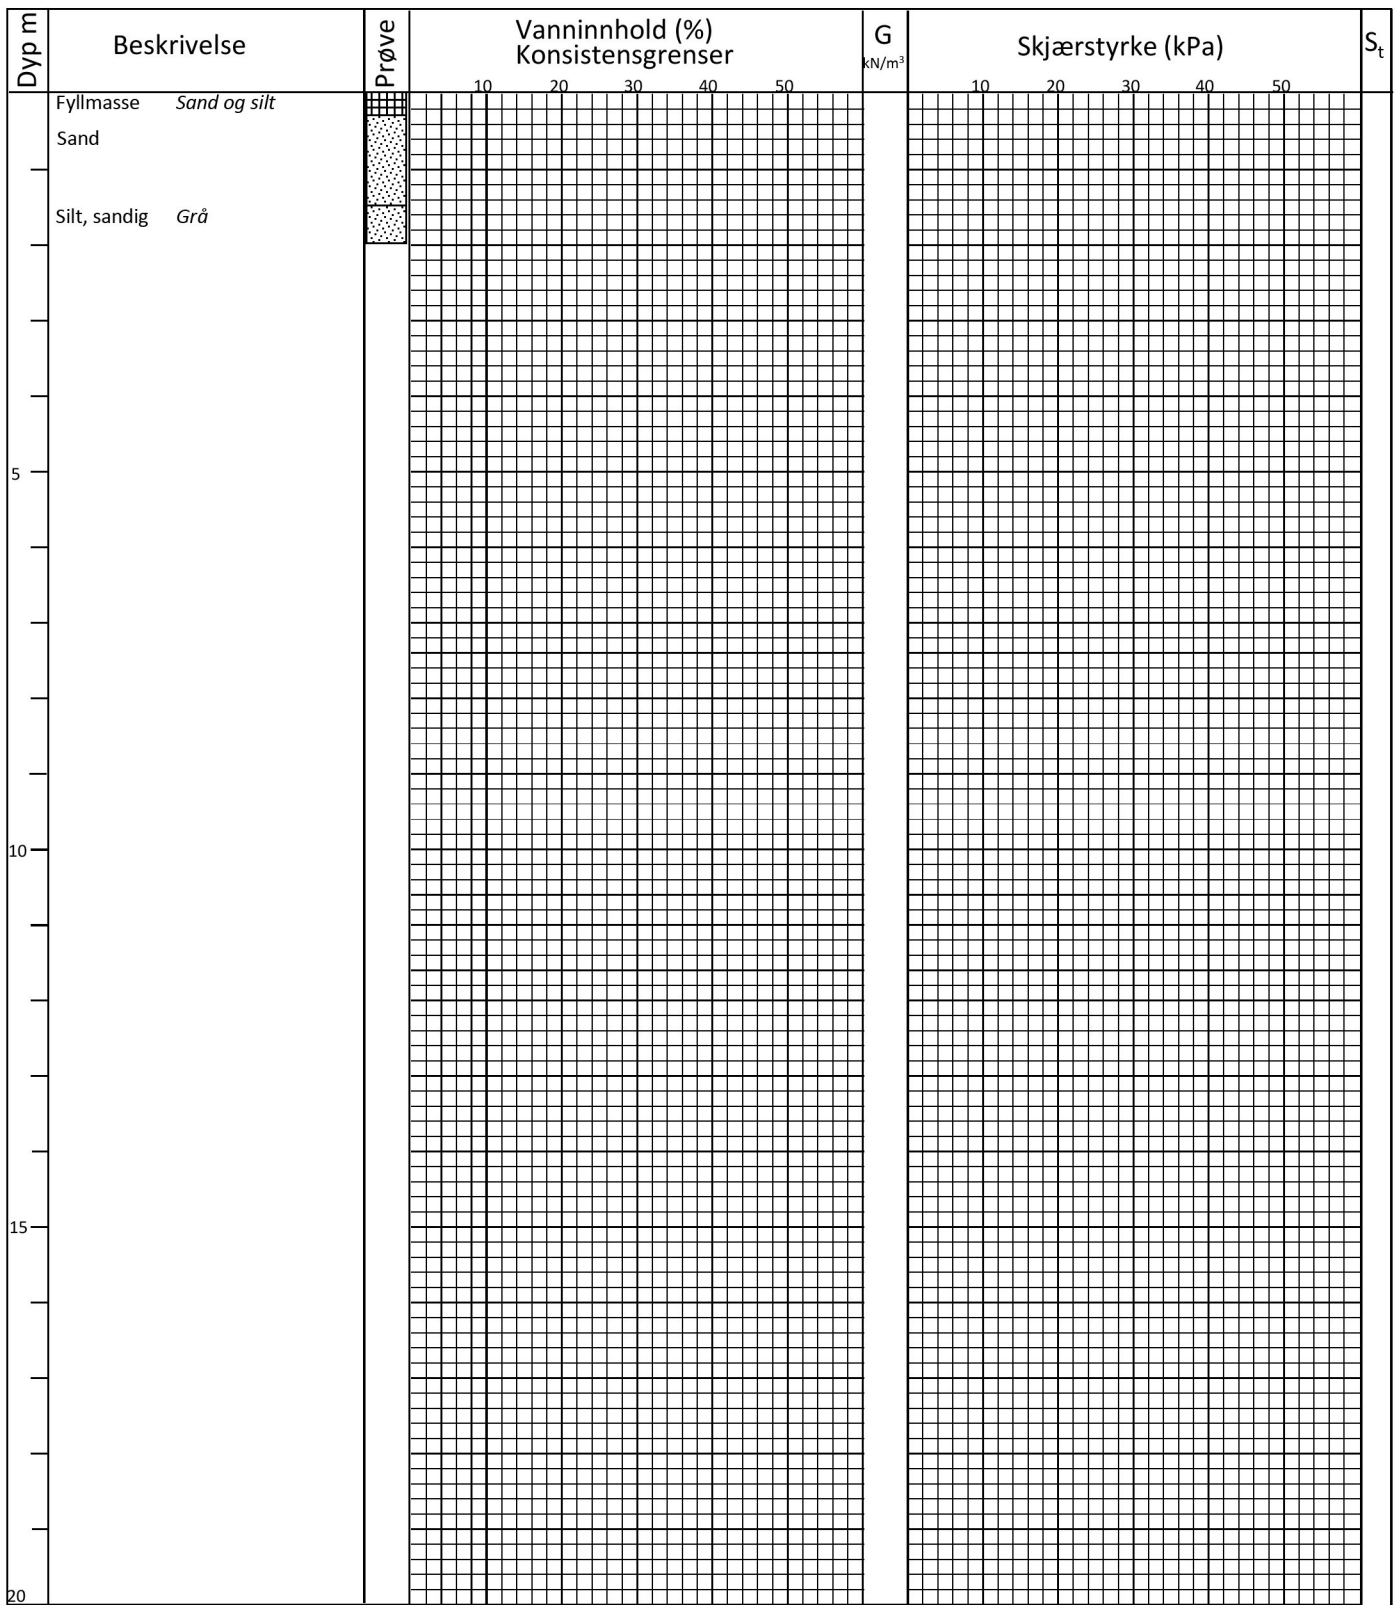 Dyp m
Beskrivelse
Prøve
Vanninnhold (%)
Konsistensgrenser
10 20 30 40 50
G
kN/m³
Skjærstyrke (kPa)
10 20 30 40 50
Sₜ
Fyllmasse Sand og silt
Sand
Silt, sandig Grå
5
10
15
20